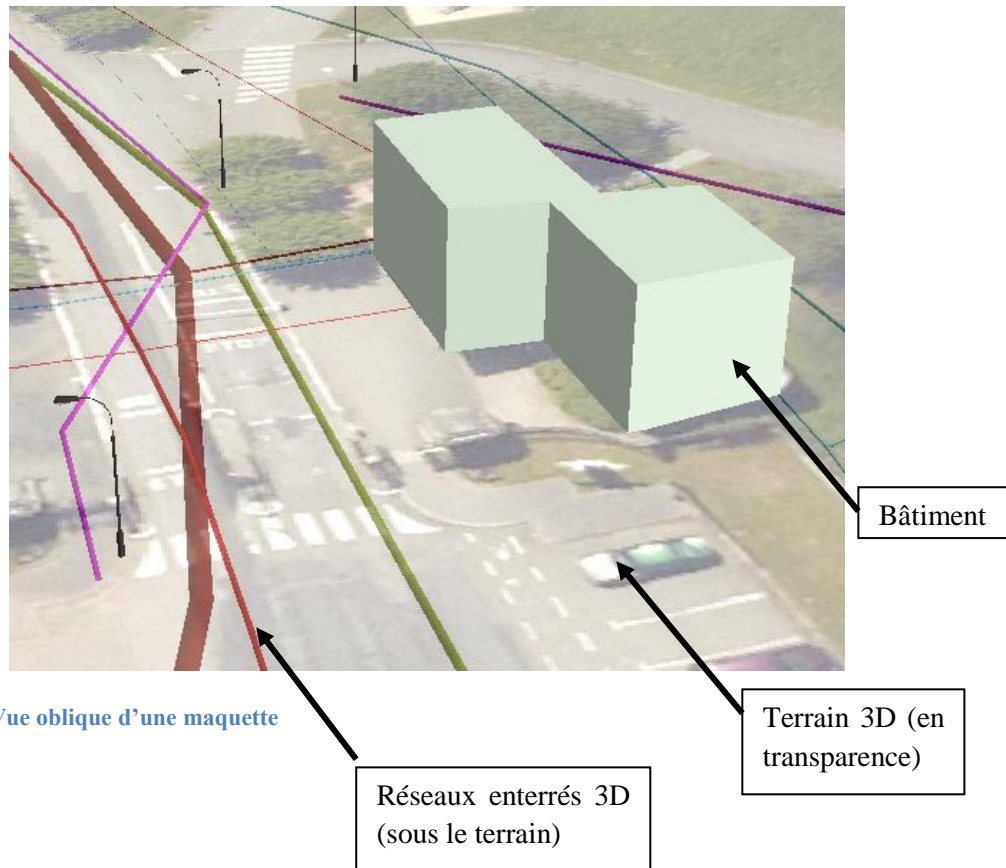 Bâtiment
Vue oblique d'une maquette
Terrain 3D (en
transparence)
Réseaux enterrés 3D
(sous le terrain)